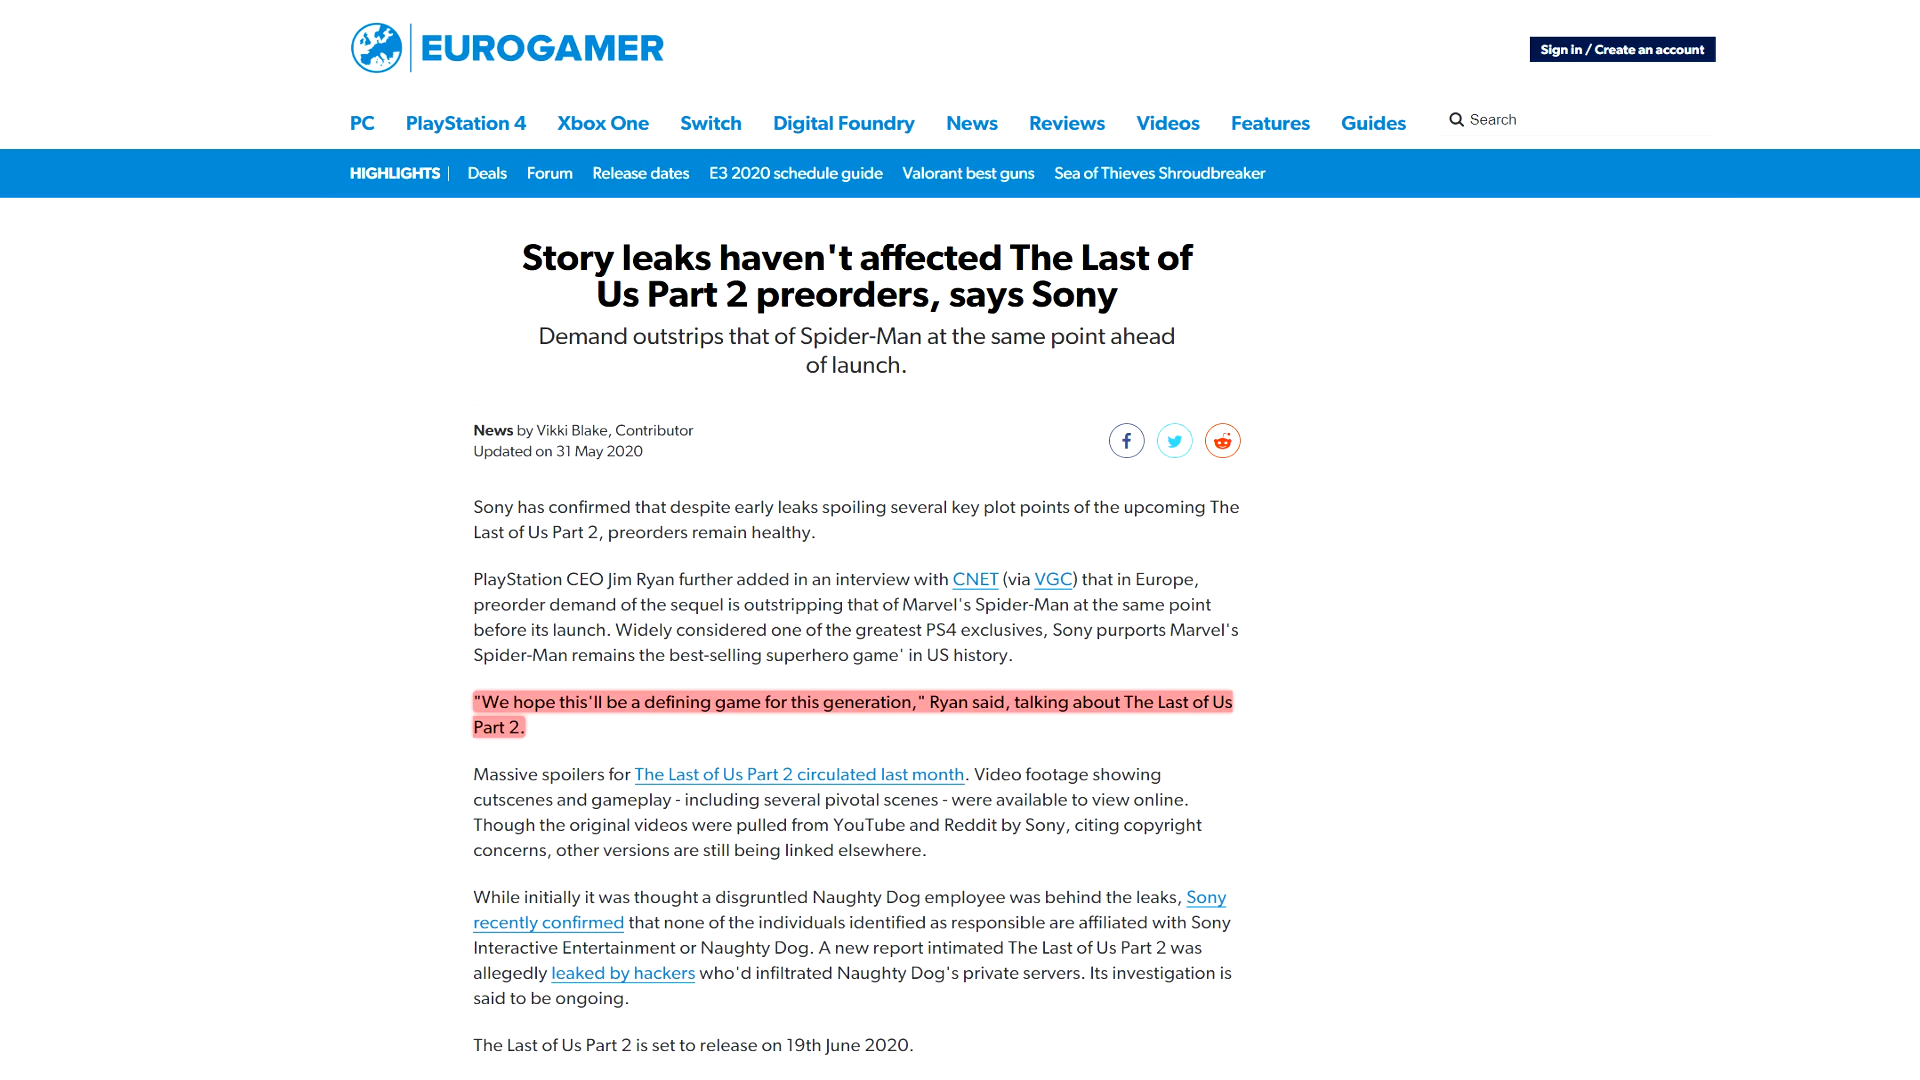 EUROGAMER
Sign in / Create an account
PC PlayStation 4 Xbox One Switch Digital Foundry News Reviews Videos Features Guides Search
HIGHLIGHTS | Deals Forum Release dates E3 2020 schedule guide Valorant best guns Sea of Thieves Shroudbreaker
Story leaks haven't affected The Last of
Us Part 2 preorders, says Sony
Demand outstrips that of Spider-Man at the same point ahead
of launch.
News by Vikki Blake, Contributor
Updated on 31 May 2020
Sony has confirmed that despite early leaks spoiling several key plot points of the upcoming The
Last of Us Part 2, preorders remain healthy.
PlayStation CEO Jim Ryan further added in an interview with CNET (via VGC) that in Europe,
preorder demand of the sequel is outstripping that of Marvel's Spider-Man at the same point
before its launch. Widely considered one of the greatest PS4 exclusives, Sony purports Marvel's
Spider-Man remains the best-selling superhero game' in US history.
"We hope this'll be a defining game for this generation," Ryan said, talking about The Last of Us
Part 2.
Massive spoilers for The Last of Us Part 2 circulated last month. Video footage showing
cutscenes and gameplay - including several pivotal scenes - were available to view online.
Though the original videos were pulled from YouTube and Reddit by Sony, citing copyright
concerns, other versions are still being linked elsewhere.
While initially it was thought a disgruntled Naughty Dog employee was behind the leaks, Sony
recently confirmed that none of the individuals identified as responsible are affiliated with Sony
Interactive Entertainment or Naughty Dog. A new report intimated The Last of Us Part 2 was
allegedly leaked by hackers who'd infiltrated Naughty Dog's private servers. Its investigation is
said to be ongoing.
The Last of Us Part 2 is set to release on 19th June 2020.